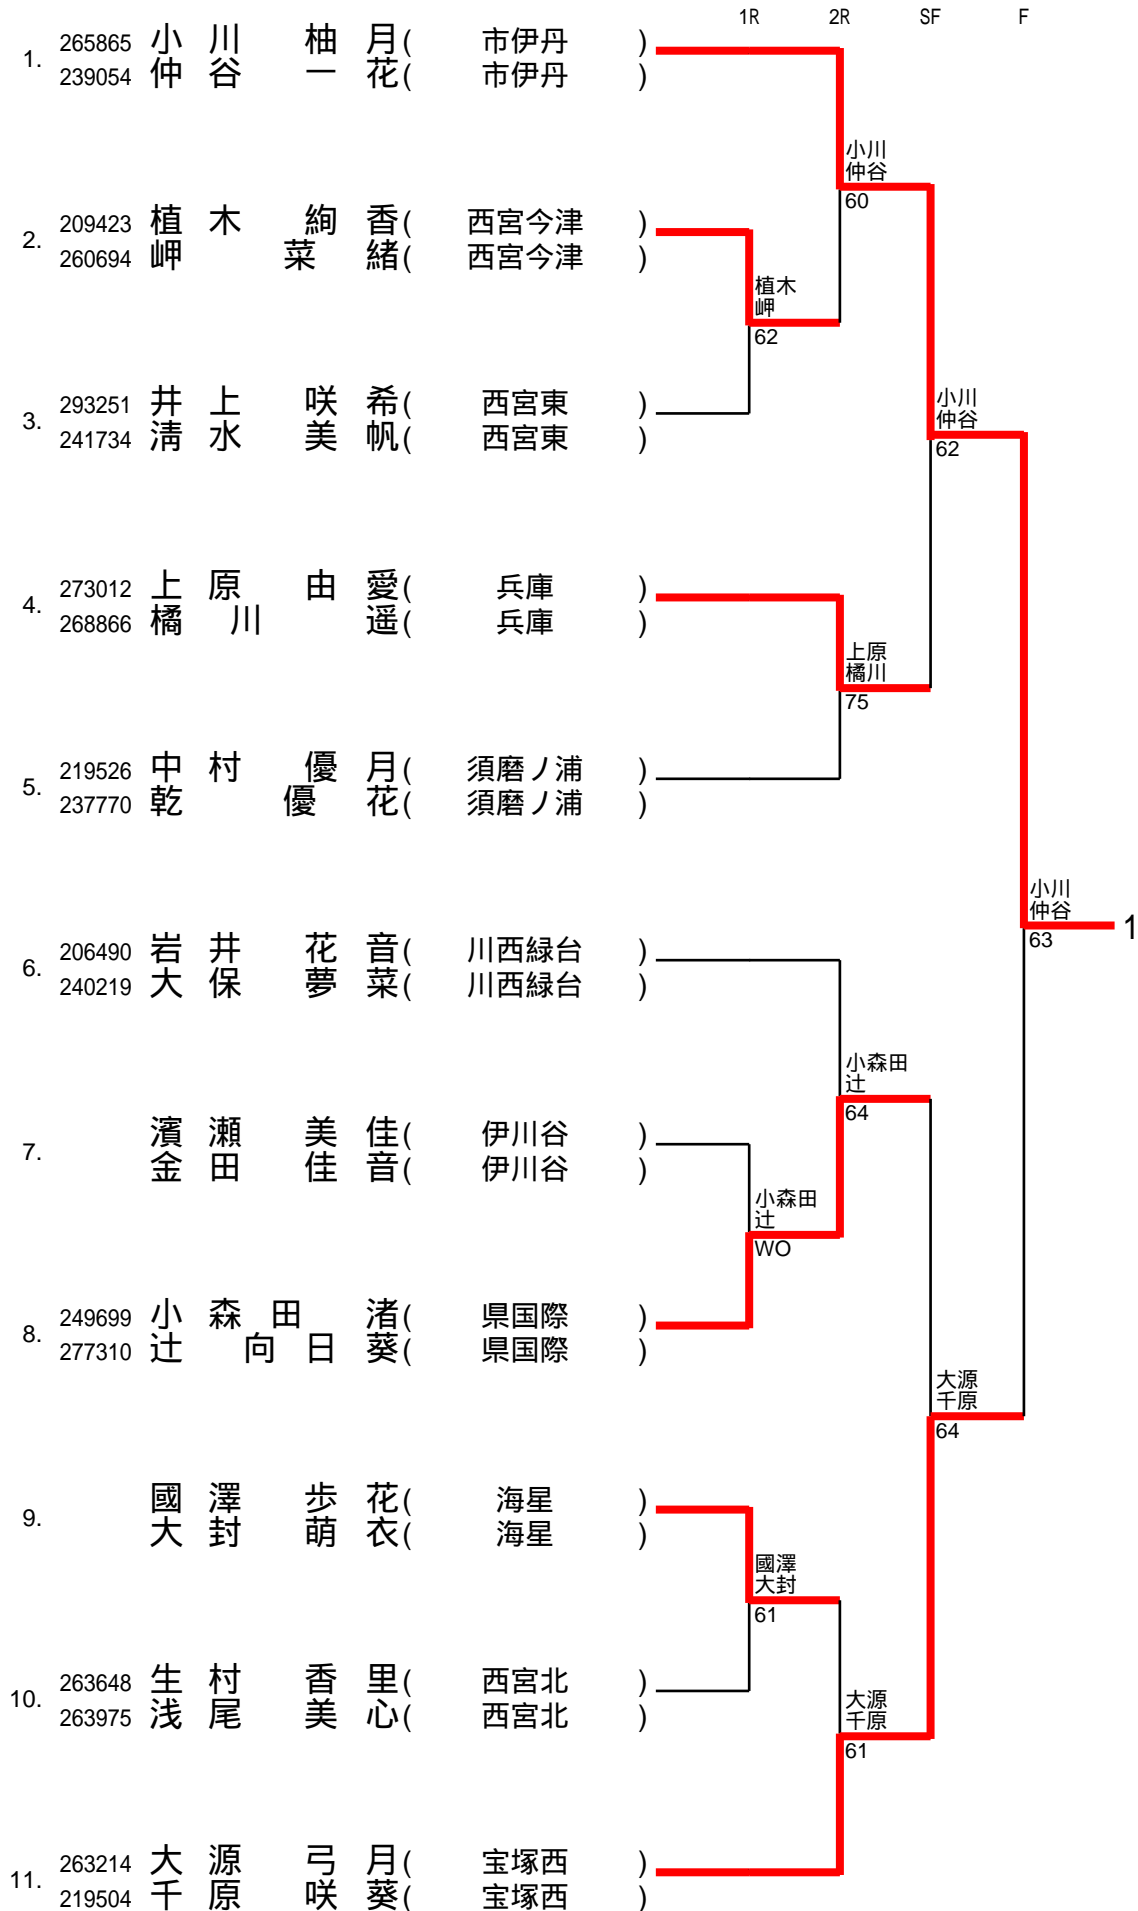 1R 2R SF F
1. 265865 小川 柚月( 市伊丹 )
239054 仲谷 一花( 市伊丹 )
小川
仲谷
60
2. 209423 植木 絢香( 西宮今津 )
260694 岬 菜緒( 西宮今津 )
植木
岬
62
3. 293251 井上 咲希( 西宮東 )
241734 清水 美帆( 西宮東 )
小川
仲谷
62
4. 273012 上原 由愛( 兵庫 )
268866 橘川 遥( 兵庫 )
上原
橘川
75
5. 219526 中村 優月( 須磨ノ浦 )
237770 乾 優花( 須磨ノ浦 )
小川
仲谷
63
1
6. 206490 岩井 花音( 川西緑台 )
240219 大保 夢菜( 川西緑台 )
小森田
辻
64
7. 濱瀬 美佳( 伊川谷 )
金田 佳音( 伊川谷 )
小森田
辻
WO
8. 249699 小森田 渚( 県国際 )
277310 辻 向日葵( 県国際 )
大源
千原
64
9. 國澤 歩花( 海星 )
大封 萌衣( 海星 )
國澤
大封
61
10. 263648 生村 香里( 西宮北 )
263975 浅尾 美心( 西宮北 )
大源
千原
61
11. 263214 大源 弓月( 宝塚西 )
219504 千原 咲葵( 宝塚西 )